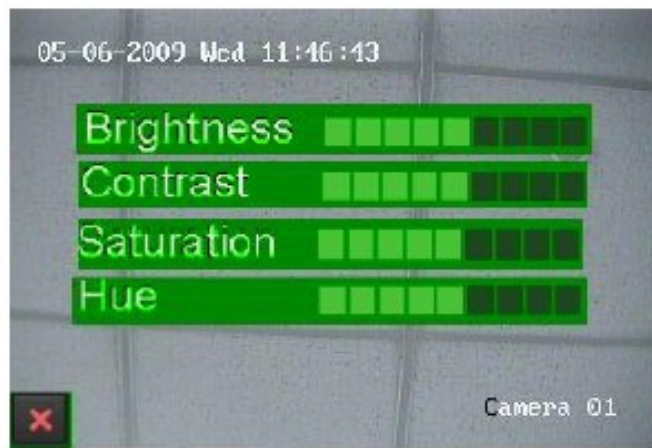 05-06-2009 Wed 11:46:43
Brightness
Contrast
Saturation
Hue
Camera 01